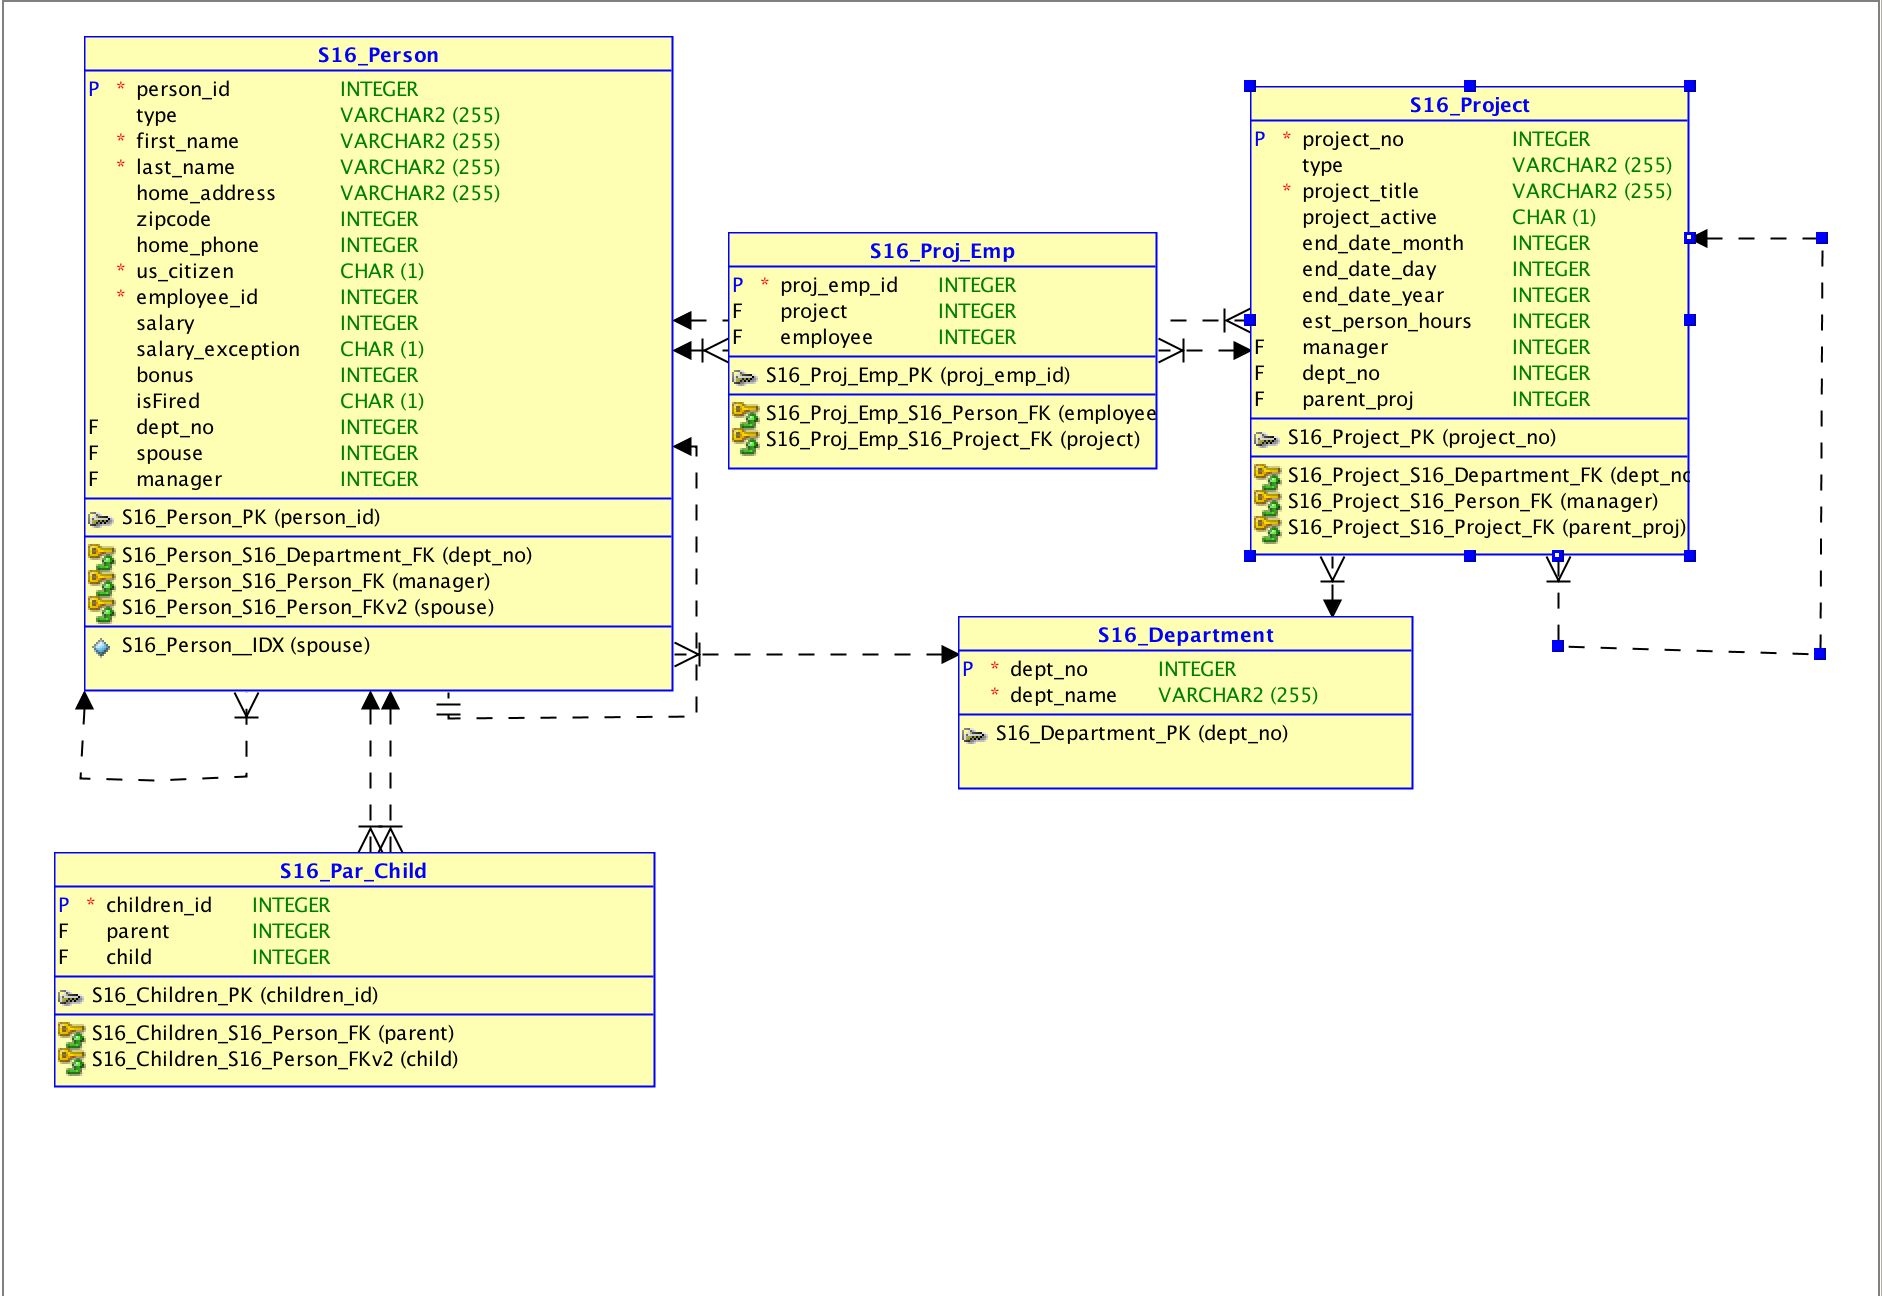 S16_Person
P * person_id INTEGER
type VARCHAR2 (255)
* first_name VARCHAR2 (255)
* last_name VARCHAR2 (255)
home_address VARCHAR2 (255)
zipcode INTEGER
home_phone INTEGER
* us_citizen CHAR (1)
* employee_id INTEGER
salary INTEGER
salary_exception CHAR (1)
bonus INTEGER
isFired CHAR (1)
F dept_no INTEGER
F spouse INTEGER
F manager INTEGER
S16_Person_PK (person_id)
S16_Person_S16_Department_FK (dept_no)
S16_Person_S16_Person_FK (manager)
S16_Person_S16_Person_FKv2 (spouse)
S16_Person__IDX (spouse)
S16_Proj_Emp
P * proj_emp_id INTEGER
F project INTEGER
F employee INTEGER
S16_Proj_Emp_PK (proj_emp_id)
S16_Proj_Emp_S16_Person_FK (employee
S16_Proj_Emp_S16_Project_FK (project)
S16_Project
P * project_no INTEGER
type VARCHAR2 (255)
* project_title VARCHAR2 (255)
project_active CHAR (1)
end_date_month INTEGER
end_date_day INTEGER
end_date_year INTEGER
est_person_hours INTEGER
F manager INTEGER
F dept_no INTEGER
F parent_proj INTEGER
S16_Project_PK (project_no)
S16_Project_S16_Department_FK (dept_no
S16_Project_S16_Person_FK (manager)
S16_Project_S16_Project_FK (parent_proj)
S16_Department
P * dept_no INTEGER
* dept_name VARCHAR2 (255)
S16_Department_PK (dept_no)
S16_Par_Child
P * children_id INTEGER
F parent INTEGER
F child INTEGER
S16_Children_PK (children_id)
S16_Children_S16_Person_FK (parent)
S16_Children_S16_Person_FKv2 (child)